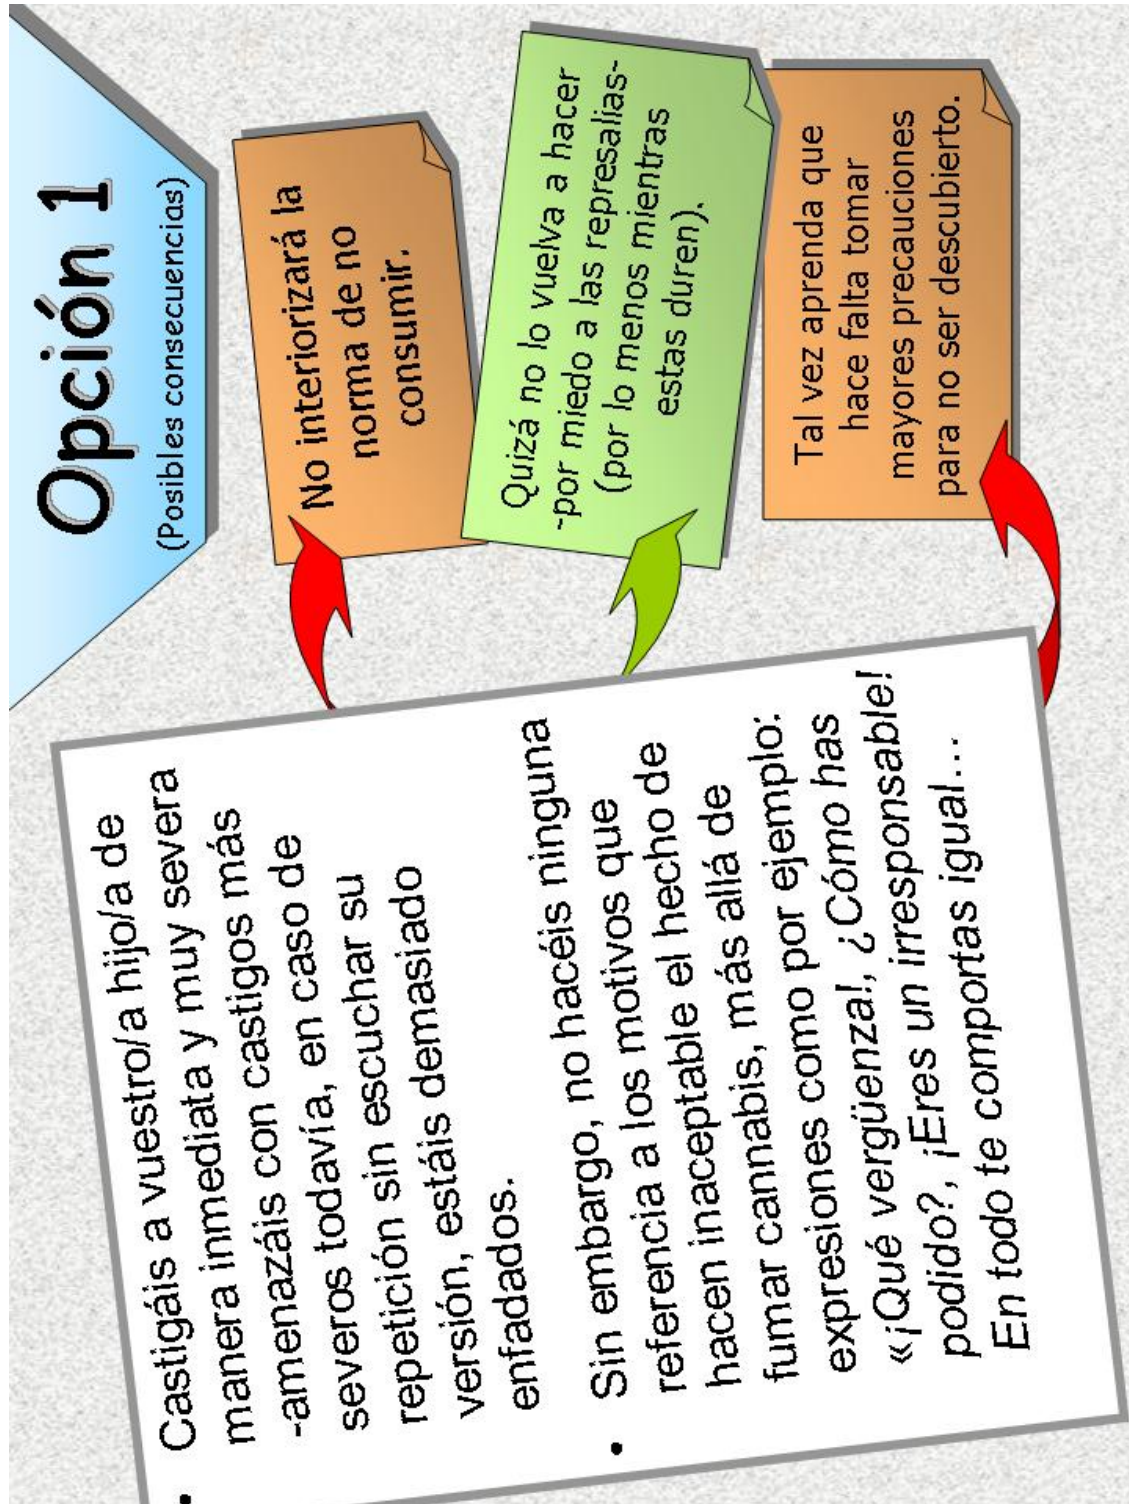 Opción 1
(Posibles consecuencias)
• Castigáis a vuestro/a hijo/a de
manera inmediata y muy severa
-amenazáis con castigos más
severos todavía, en caso de
repetición sin escuchar su
versión, estáis demasiado
enfadados.
• Sin embargo, no hacéis ninguna
referencia a los motivos que
hacen inaceptable el hecho de
fumar cannabis, más allá de
expresiones como por ejemplo:
«¡Qué vergüenza!, ¿Cómo has
podido?, ¡Eres un irresponsable!
En todo te comportas igual...
No interiorizará la
norma de no
consumir.
Quizá no lo vuelva a hacer
-por miedo a las represalias-
(por lo menos mientras
estas duren).
Tal vez aprenda que
hace falta tomar
mayores precauciones
para no ser descubierto.